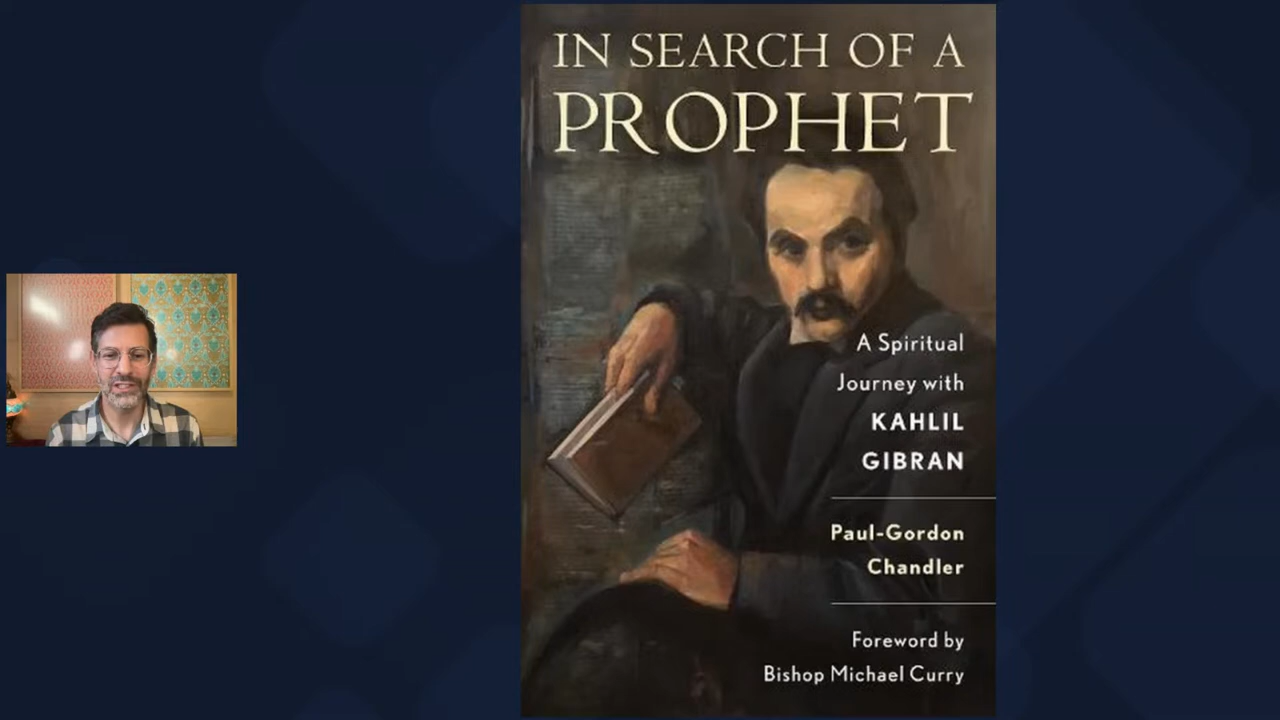 IN SEARCH OF A
PROPHET
A Spiritual
Journey with
KAHLIL
GIBRAN
Paul-Gordon
Chandler
Foreword by
Bishop Michael Curry